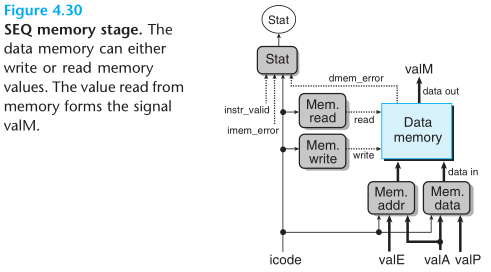 Figure 4.30
SEQ memory stage. The
data memory can either
write or read memory
values. The value read from
memory forms the signal
valM.
Stat
Stat
dmem_error
valM
data out
instr_valid
imem_error
Mem.
read
read
Data
memory
Mem.
write
write
data in
Mem.
addr
Mem.
data
icode
valE
valA
valP